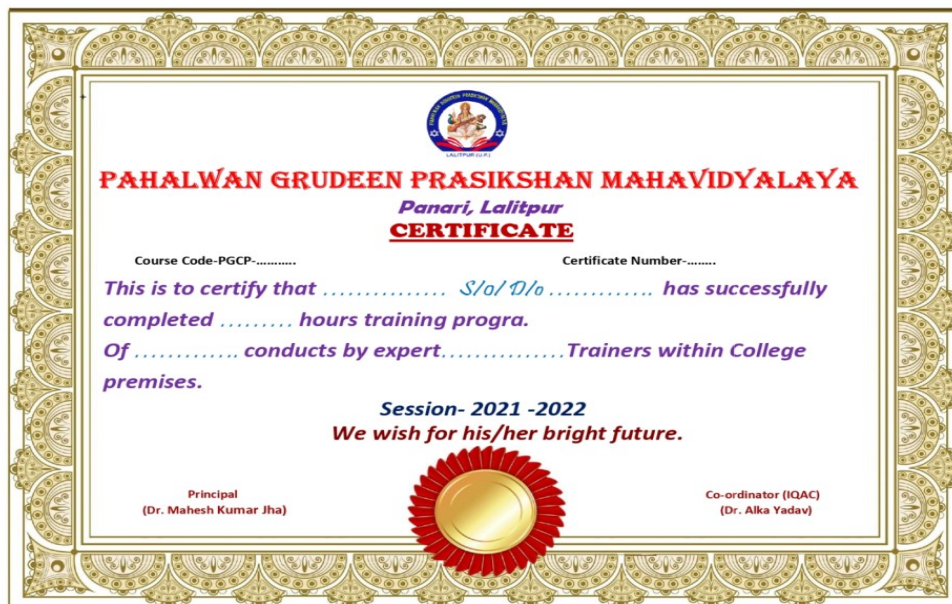 LALITPUR (U.P.)
PAHALWAN GRUDEEN PRASIKSHAN MAHAVIDYALAYA
Panari, Lalitpur
CERTIFICATE
Course Code-PGCP-........... Certificate Number-........
This is to certify that ............... S/o/ D/o ............. has successfully
completed ......... hours training progra.
Of ............. conducts by expert...............Trainers within College
premises.
Session- 2021 -2022
We wish for his/her bright future.
Principal
(Dr. Mahesh Kumar Jha)
Co-ordinator (IQAC)
(Dr. Alka Yadav)